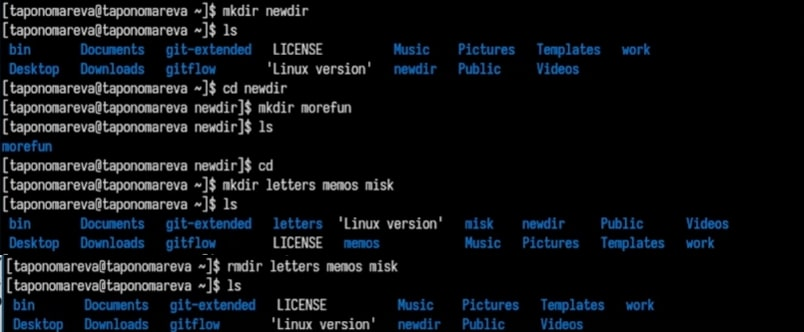 [taponomareva@taponomareva ~]$ mkdir newdir
[taponomareva@taponomareva ~]$ ls
bin Documents git-extended LICENSE Music Pictures Templates work
Desktop Downloads gitflow 'Linux version' newdir Public Videos
[taponomareva@taponomareva ~]$ cd newdir
[taponomareva@taponomareva newdir]$ mkdir morefun
[taponomareva@taponomareva newdir]$ ls
morefun
[taponomareva@taponomareva newdir]$ cd
[taponomareva@taponomareva ~]$ mkdir letters memos misk
[taponomareva@taponomareva ~]$ ls
bin Documents git-extended letters 'Linux version' misk newdir Public Videos
Desktop Downloads gitflow LICENSE memos Music Pictures Templates work
[taponomareva@taponomareva ~]$ rmdir letters memos misk
[taponomareva@taponomareva ~]$ ls
bin Documents git-extended LICENSE Music Pictures Templates work
Desktop Downloads gitflow 'Linux version' newdir Public Videos